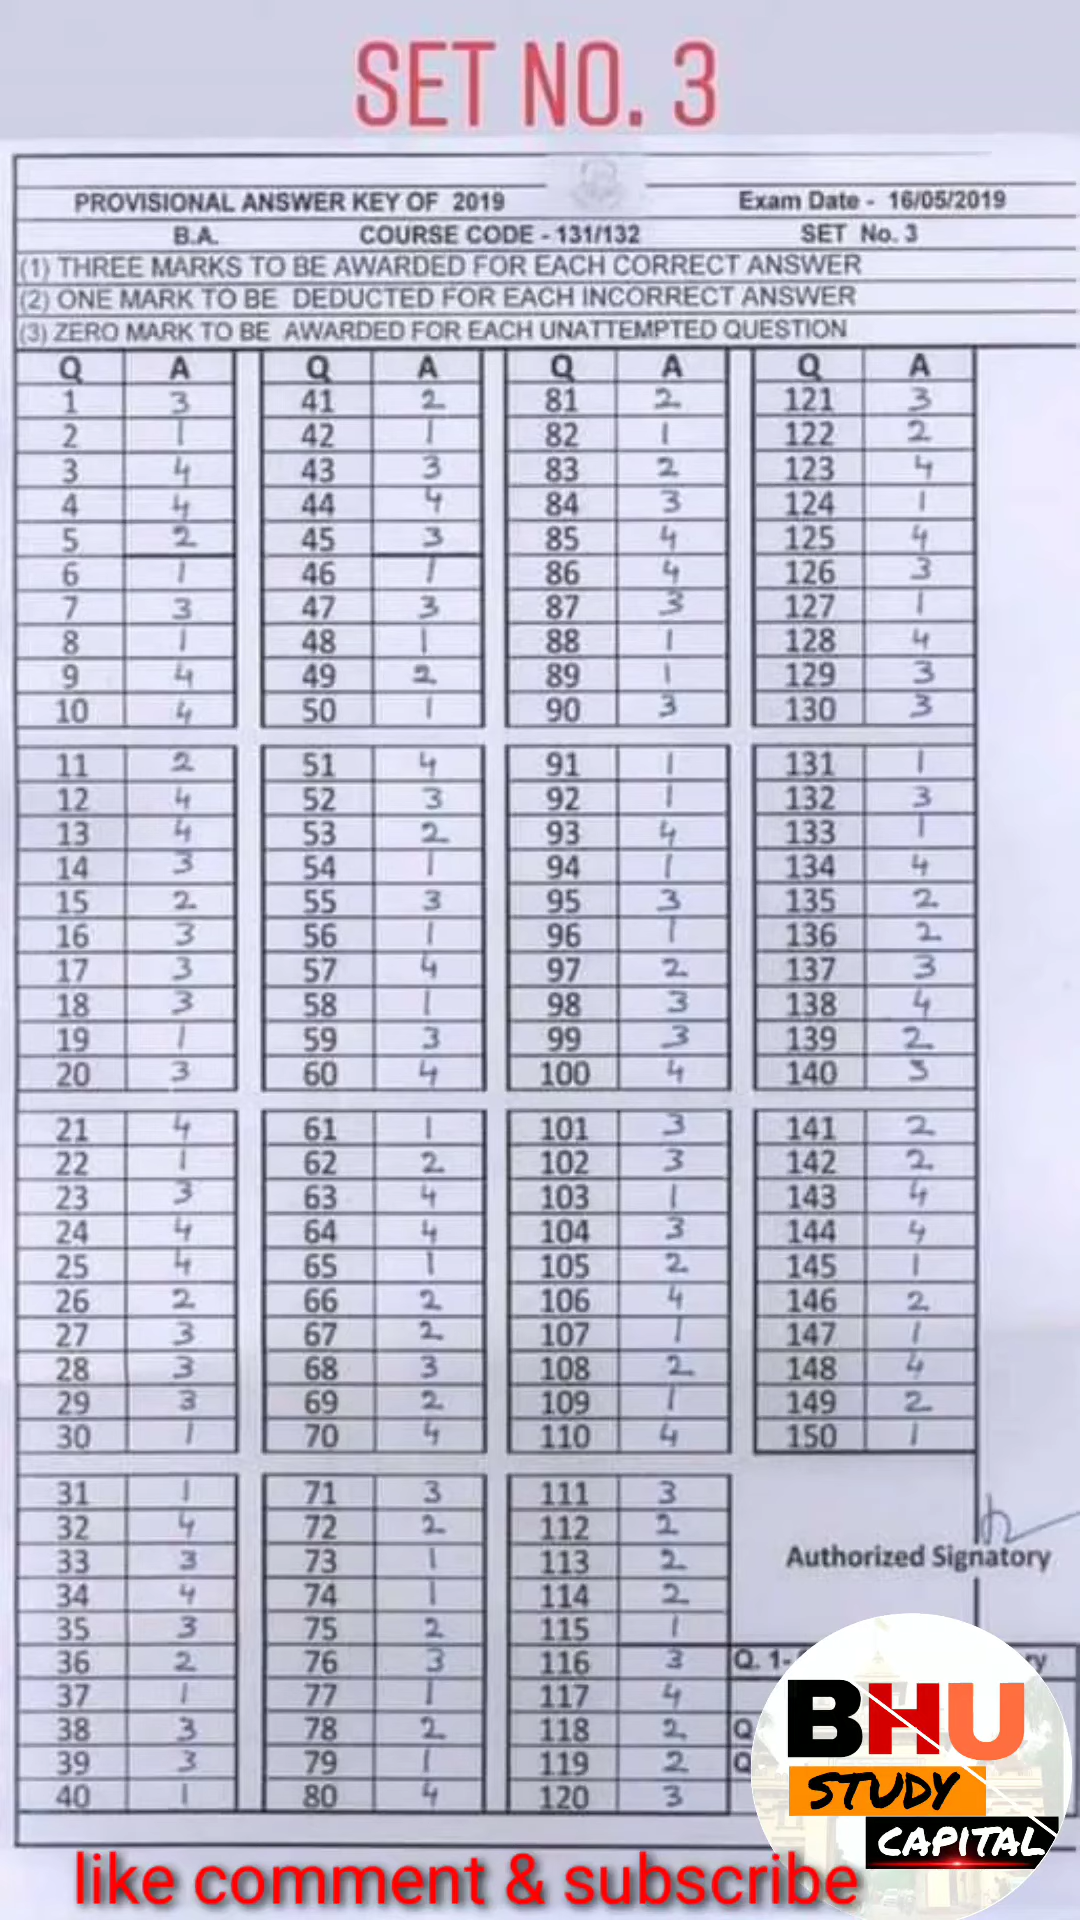 SET NO. 3
PROVISIONAL ANSWER KEY OF 2019 Exam Date - 16/05/2019
B.A. COURSE CODE - 131/132 SET No. 3
(1) THREE MARKS TO BE AWARDED FOR EACH CORRECT ANSWER
(2) ONE MARK TO BE DEDUCTED FOR EACH INCORRECT ANSWER
(3) ZERO MARK TO BE AWARDED FOR EACH UNATTEMPTED QUESTION
Q A Q A Q A Q A
1 3 41 2 81 2 121 3
2 1 42 1 82 1 122 2
3 4 43 3 83 2 123 4
4 4 44 4 84 3 124 1
5 2 45 3 85 4 125 4
6 1 46 1 86 4 126 3
7 3 47 3 87 3 127 1
8 1 48 1 88 1 128 4
9 4 49 2 89 1 129 3
10 4 50 1 90 3 130 3
11 2 51 4 91 1 131 1
12 4 52 3 92 1 132 3
13 4 53 2 93 4 133 1
14 3 54 1 94 1 134 4
15 2 55 3 95 3 135 2
16 3 56 1 96 1 136 2
17 3 57 4 97 2 137 3
18 3 58 1 98 3 138 4
19 1 59 3 99 3 139 2
20 3 60 4 100 4 140 3
21 4 61 1 101 3 141 2
22 1 62 2 102 3 142 2
23 3 63 4 103 1 143 4
24 4 64 4 104 3 144 4
25 4 65 1 105 2 145 1
26 2 66 2 106 4 146 2
27 3 67 2 107 1 147 1
28 3 68 3 108 2 148 4
29 3 69 2 109 1 149 2
30 1 70 4 110 4 150 1
31 1 71 3 111 3
32 4 72 2 112 2
33 3 73 1 113 2 Authorized Signatory
34 4 74 1 114 2
35 3 75 2 115 1
36 2 76 3 116 3 Q. 1-
37 1 77 1 117 4
38 3 78 2 118 2 Q
39 3 79 1 119 2 Q
40 1 80 4 120 3
BHU
STUDY
CAPITAL
like comment & subscribe